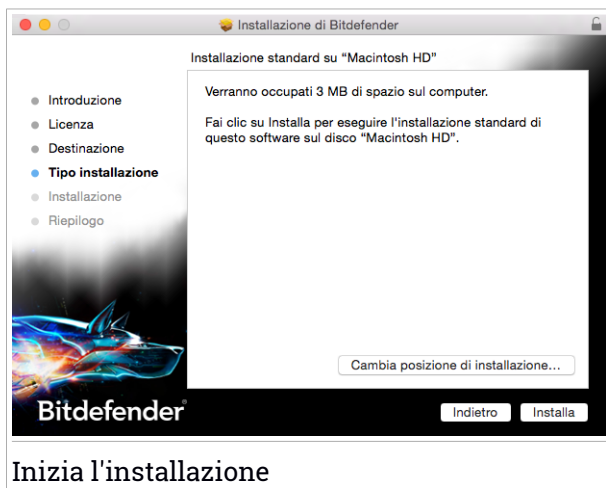 Installazione di Bitdefender
Installazione standard su “Macintosh HD”
Introduzione
Licenza
Destinazione
Tipo installazione
Installazione
Riepilogo
Verranno occupati 3 MB di spazio sul computer.
Fai clic su Installa per eseguire l'installazione standard di
questo software sul disco “Macintosh HD”.
Cambia posizione di installazione...
Bitdefender
Indietro
Installa
Inizia l'installazione